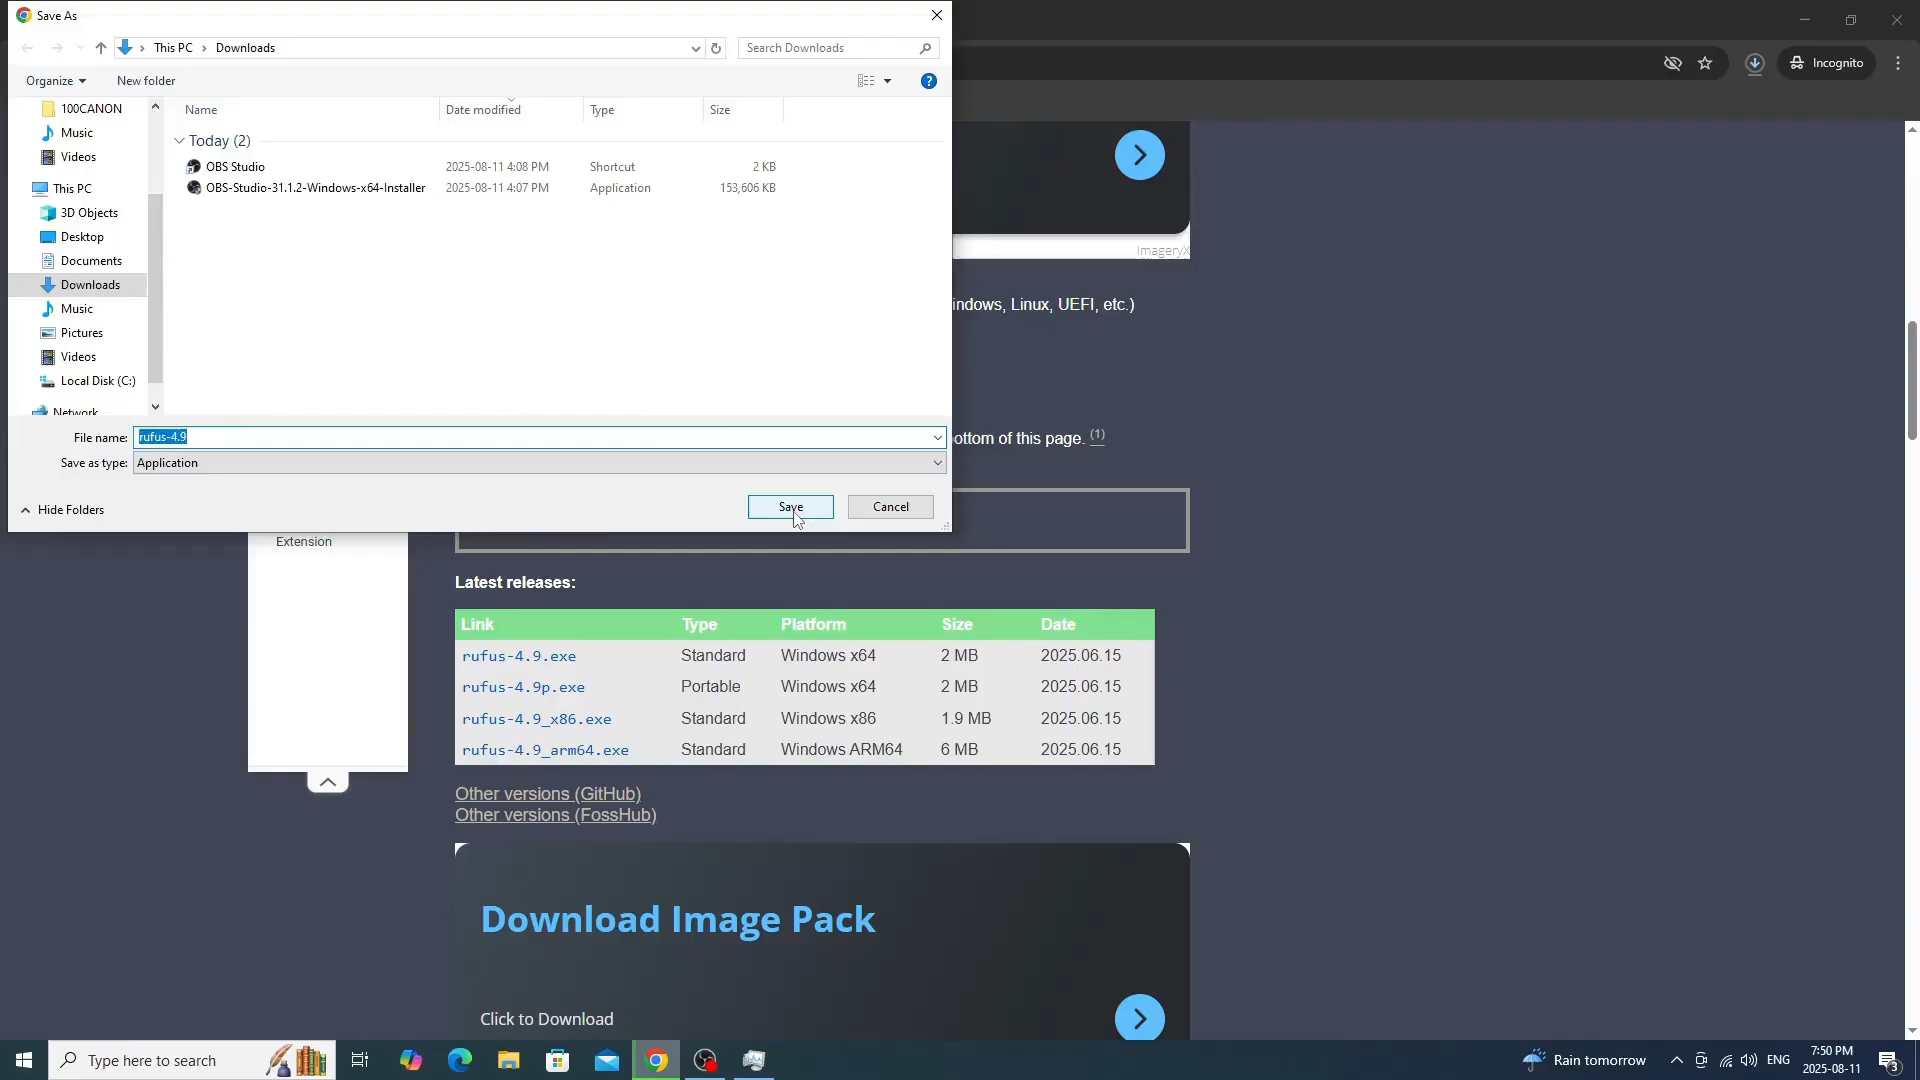 Save As
This PC > Downloads
Search Downloads
Organize
New folder
100CANON
Music
Videos
This PC
3D Objects
Desktop
Documents
Downloads
Music
Pictures
Videos
Local Disk (C:)
Network
Name Date modified Type Size
Today (2)
OBS Studio 2025-08-11 4:08 PM Shortcut 2 KB
OBS-Studio-31.1.2-Windows-x64-Installer 2025-08-11 4:07 PM Application 153,606 KB
File name: rufus-4.9
Save as type: Application
Hide Folders
Save
Cancel
Incognito
ImageryX
indows, Linux, UEFI, etc.)
ottom of this page. (1)
Extension
Latest releases:
Link Type Platform Size Date
rufus-4.9.exe Standard Windows x64 2 MB 2025.06.15
rufus-4.9p.exe Portable Windows x64 2 MB 2025.06.15
rufus-4.9_x86.exe Standard Windows x86 1.9 MB 2025.06.15
rufus-4.9_arm64.exe Standard Windows ARM64 6 MB 2025.06.15
Other versions (GitHub)
Other versions (FossHub)
Download Image Pack
Click to Download
Type here to search
Rain tomorrow
ENG
7:50 PM
2025-08-11
3